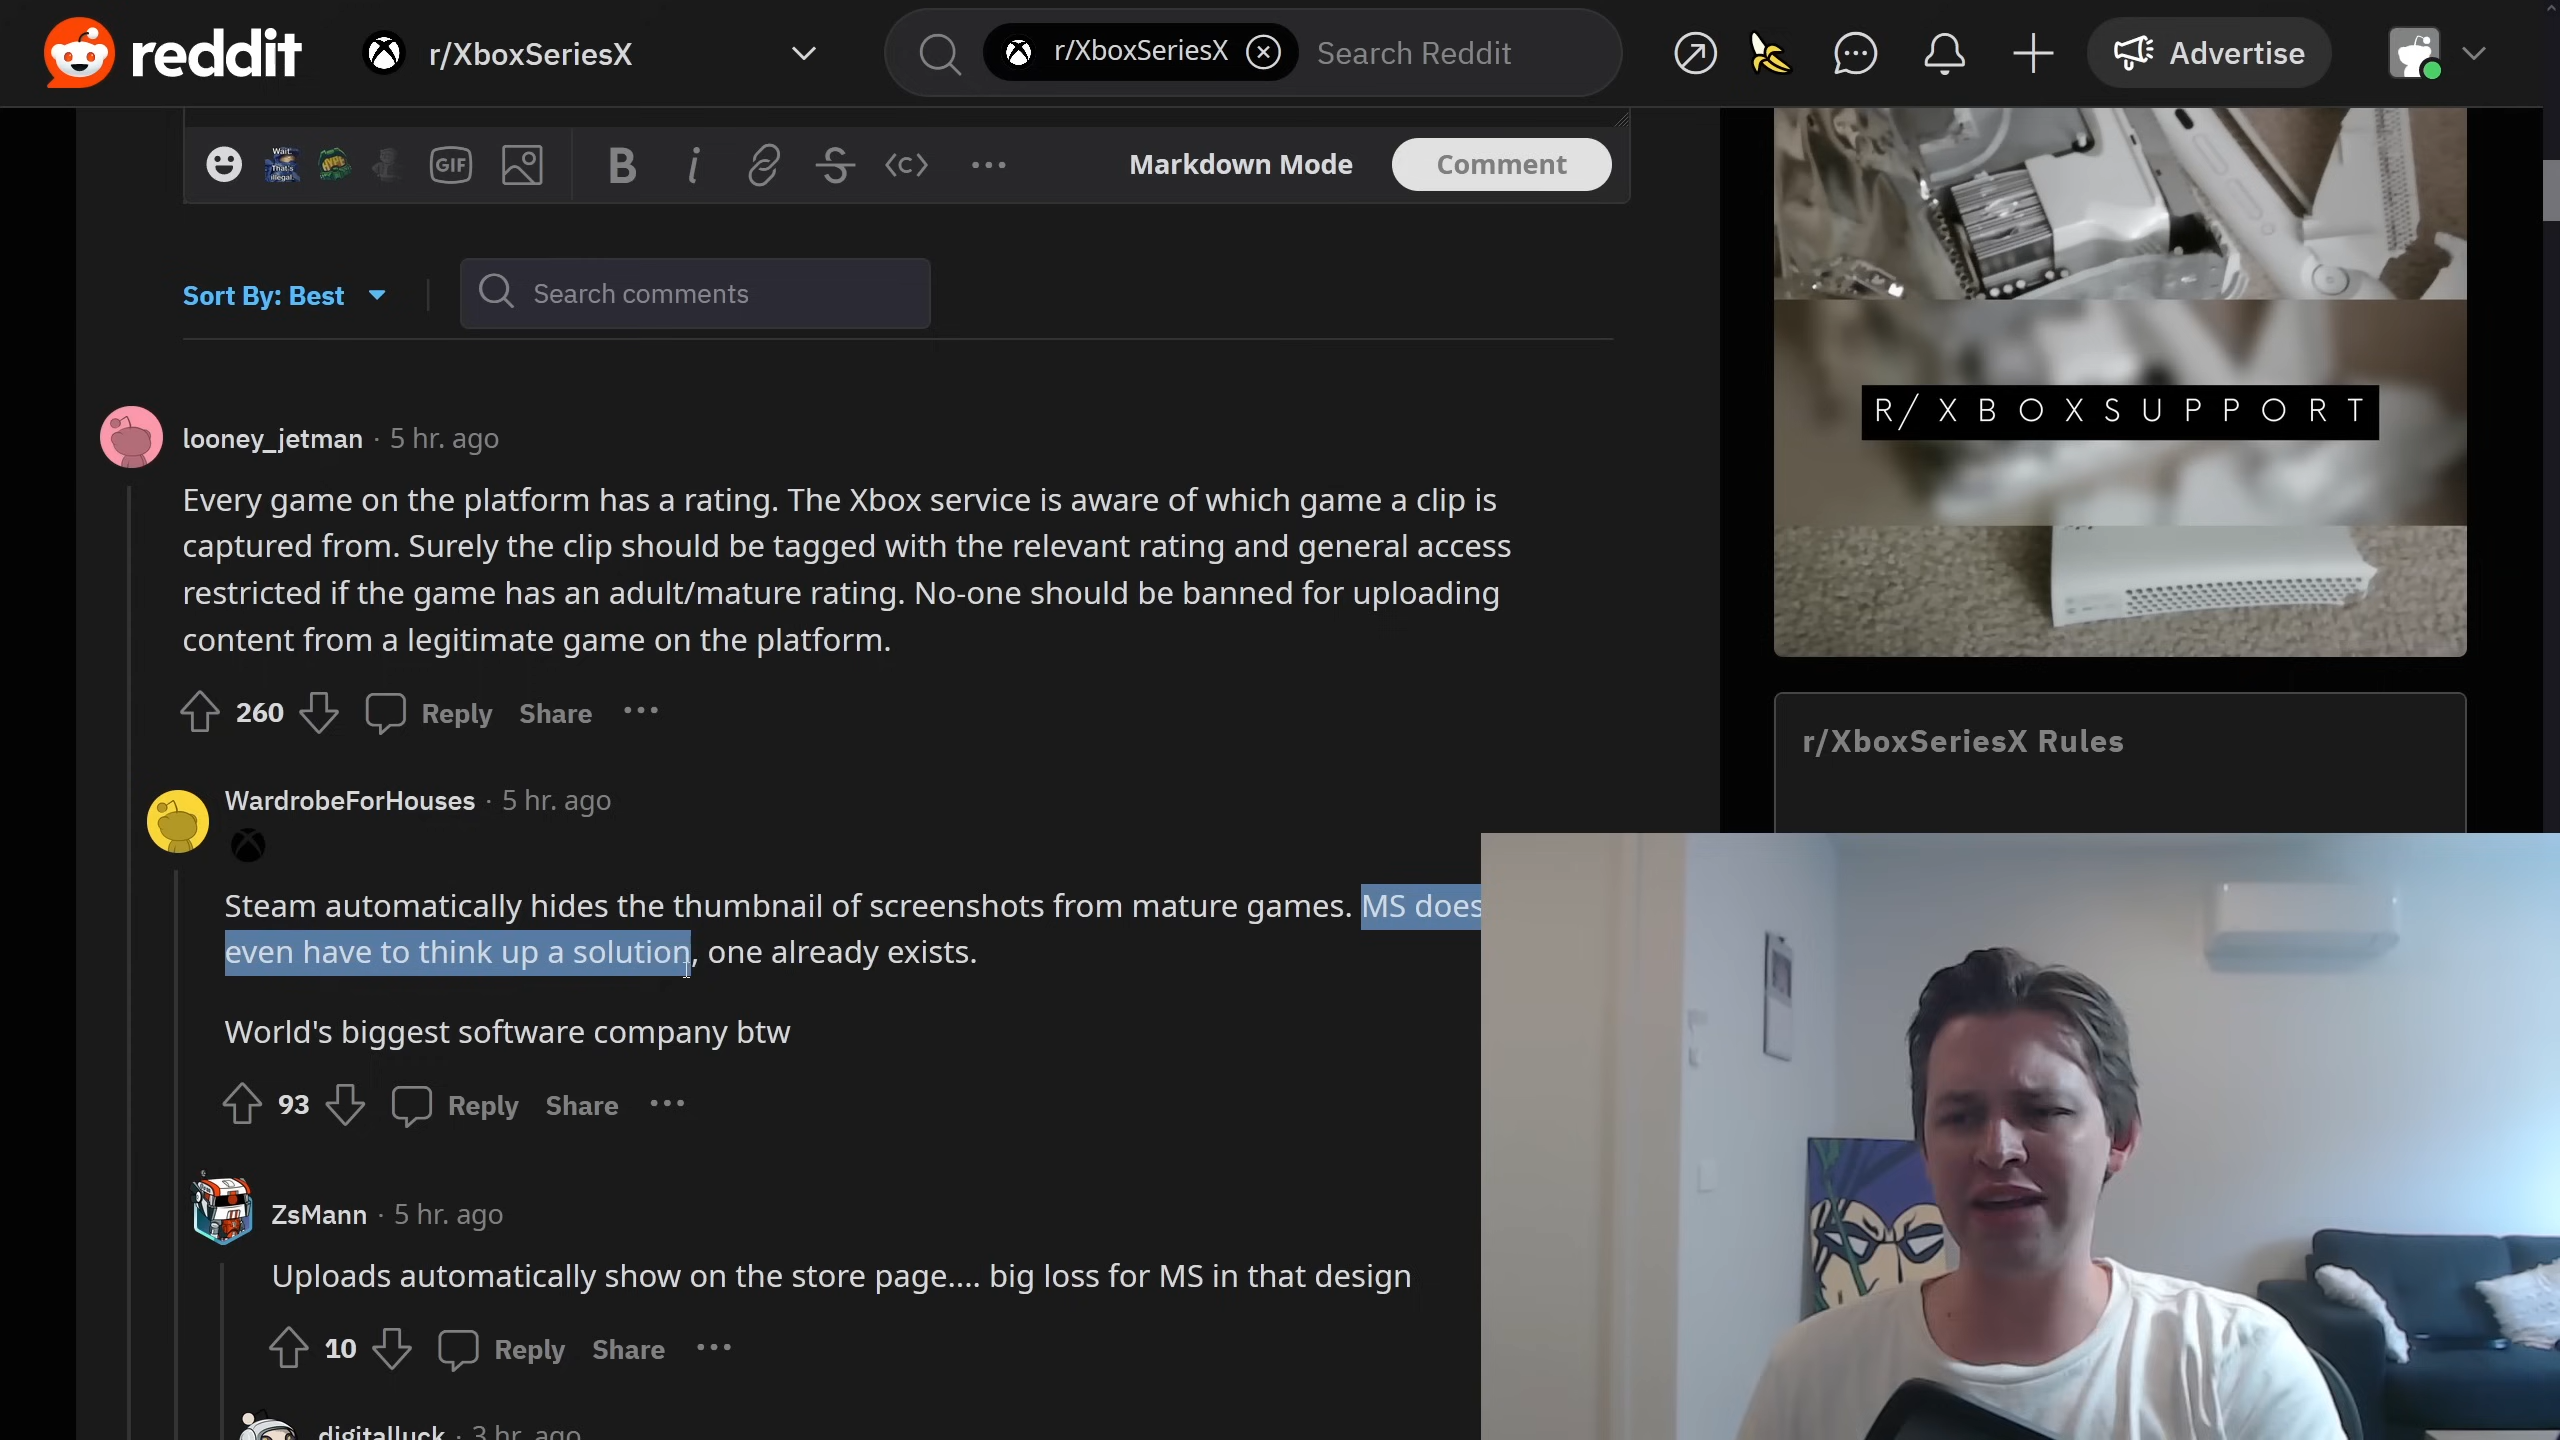 reddit r/XboxSeriesX r/XboxSeriesX Search Reddit Advertise
GIF B i Markdown Mode Comment
Sort By: Best Search comments
looney_jetman · 5 hr. ago
Every game on the platform has a rating. The Xbox service is aware of which game a clip is
captured from. Surely the clip should be tagged with the relevant rating and general access
restricted if the game has an adult/mature rating. No-one should be banned for uploading
content from a legitimate game on the platform.
260 Reply Share
WardrobeForHouses · 5 hr. ago
Steam automatically hides the thumbnail of screenshots from mature games. MS does
even have to think up a solution, one already exists.
World's biggest software company btw
93 Reply Share
ZsMann · 5 hr. ago
Uploads automatically show on the store page.... big loss for MS in that design
10 Reply Share
digitalluck · 3 hr. ago
R/XBOXSUPPORT
r/XboxSeriesX Rules